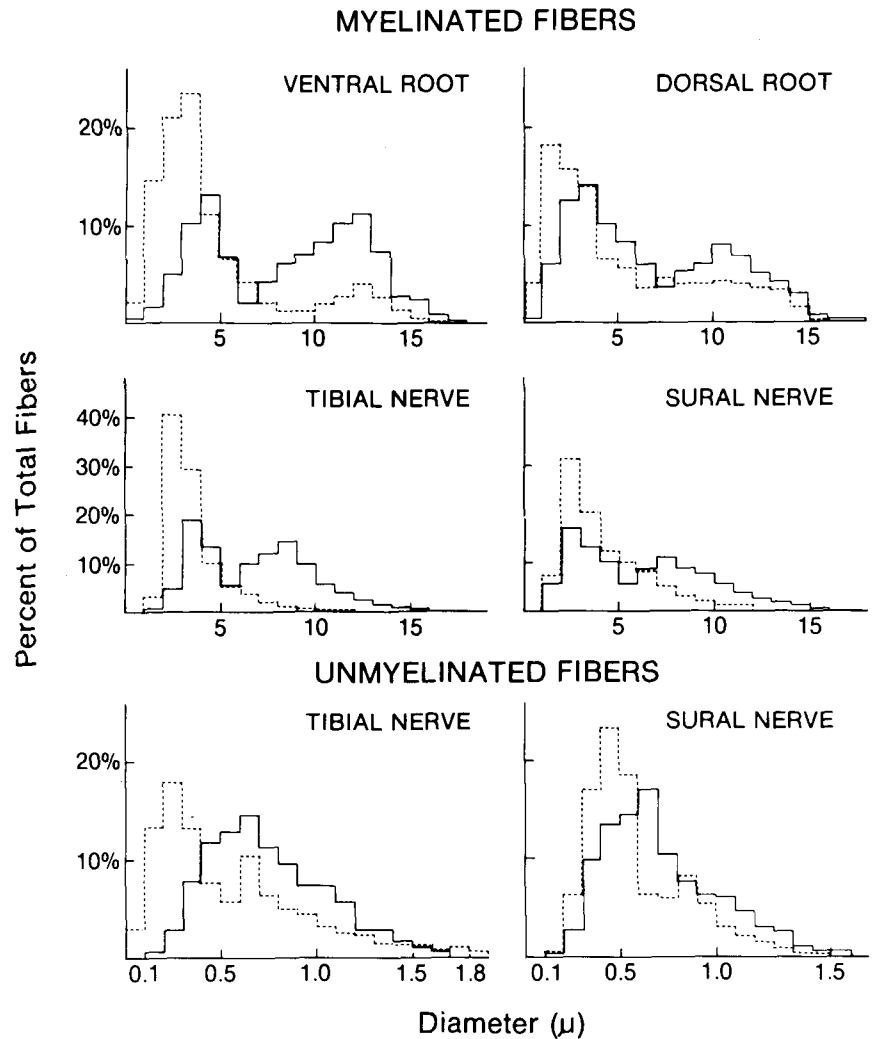 MYELINATED FIBERS
VENTRAL ROOT
20%
10%
5 10 15
DORSAL ROOT
5 10 15
TIBIAL NERVE
40%
30%
20%
10%
5 10 15
SURAL NERVE
5 10 15
UNMYELINATED FIBERS
TIBIAL NERVE
20%
10%
0.1 0.5 1.0 1.5 1.8
SURAL NERVE
0.1 0.5 1.0 1.5
Percent of Total Fibers
Diameter (μ)